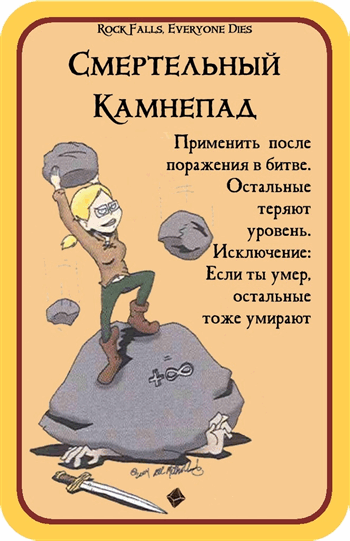 Rock Falls, Everyone Dies
Смертельный
Камнепад
Применить после
поражения в битве.
Остальные
теряют
уровень.
Исключение:
Если ты умер,
остальные
тоже умирают
+∞